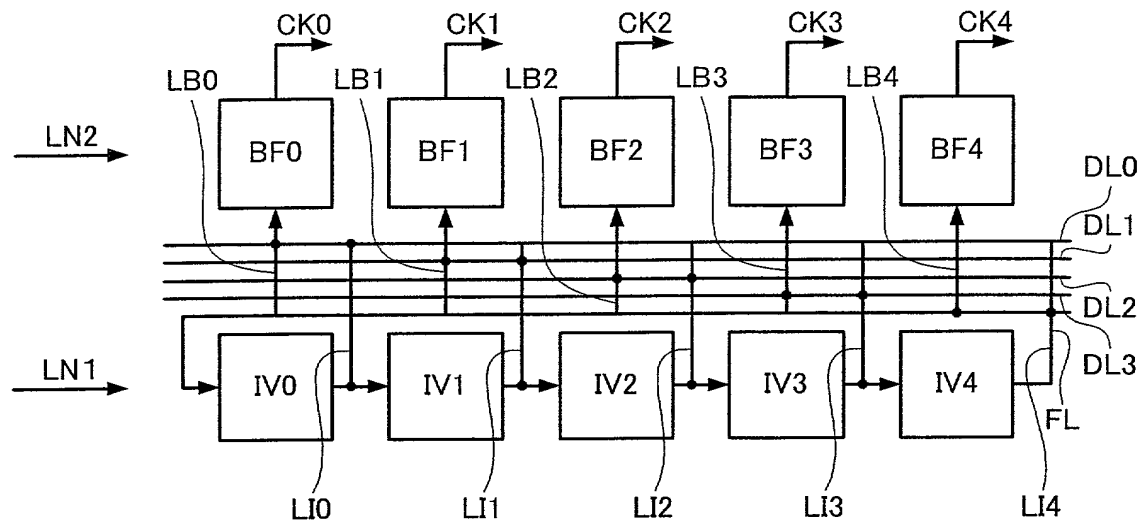 CK0 CK1 CK2 CK3 CK4
LB0 LB1 LB2 LB3 LB4
LN2 BF0 BF1 BF2 BF3 BF4
DL0
DL1
DL2
LN1 IV0 IV1 IV2 IV3 IV4 DL3
FL
LI0 LI1 LI2 LI3 LI4